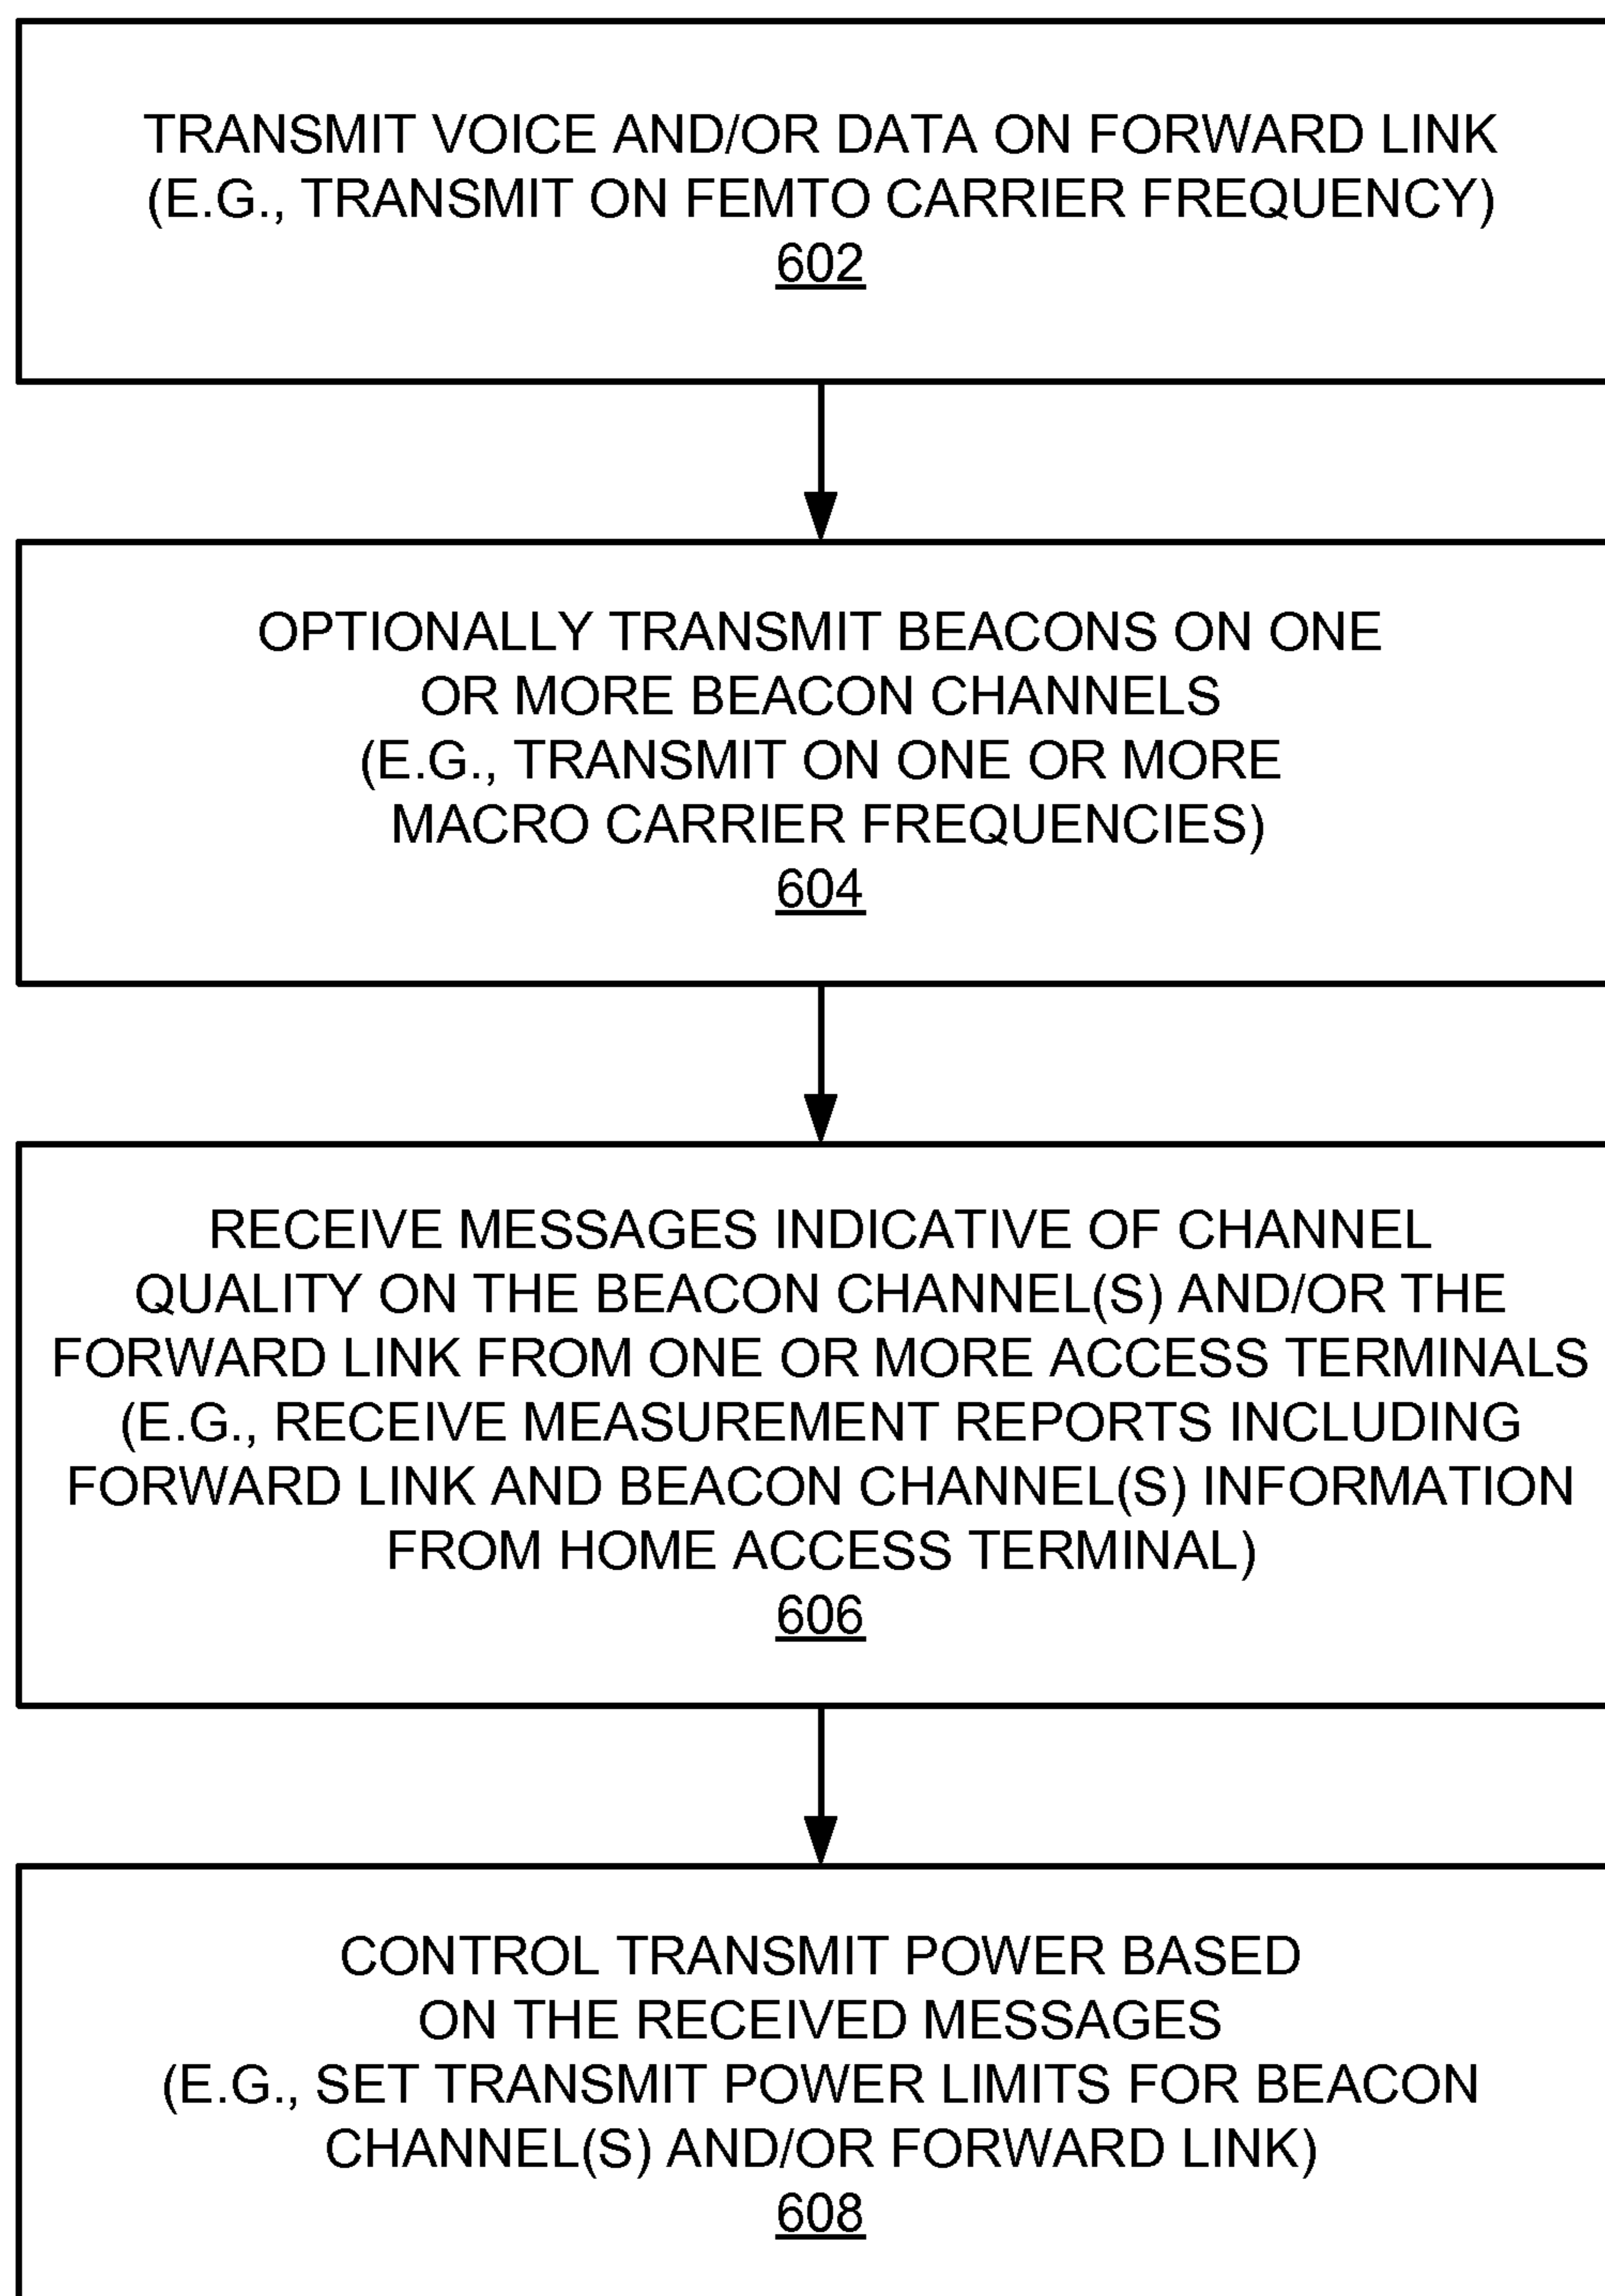 TRANSMIT VOICE AND/OR DATA ON FORWARD LINK
(E.G., TRANSMIT ON FEMTO CARRIER FREQUENCY)
602
OPTIONALLY TRANSMIT BEACONS ON ONE
OR MORE BEACON CHANNELS
(E.G., TRANSMIT ON ONE OR MORE
MACRO CARRIER FREQUENCIES)
604
RECEIVE MESSAGES INDICATIVE OF CHANNEL
QUALITY ON THE BEACON CHANNEL(S) AND/OR THE
FORWARD LINK FROM ONE OR MORE ACCESS TERMINALS
(E.G., RECEIVE MEASUREMENT REPORTS INCLUDING
FORWARD LINK AND BEACON CHANNEL(S) INFORMATION
FROM HOME ACCESS TERMINAL)
606
CONTROL TRANSMIT POWER BASED
ON THE RECEIVED MESSAGES
(E.G., SET TRANSMIT POWER LIMITS FOR BEACON
CHANNEL(S) AND/OR FORWARD LINK)
608